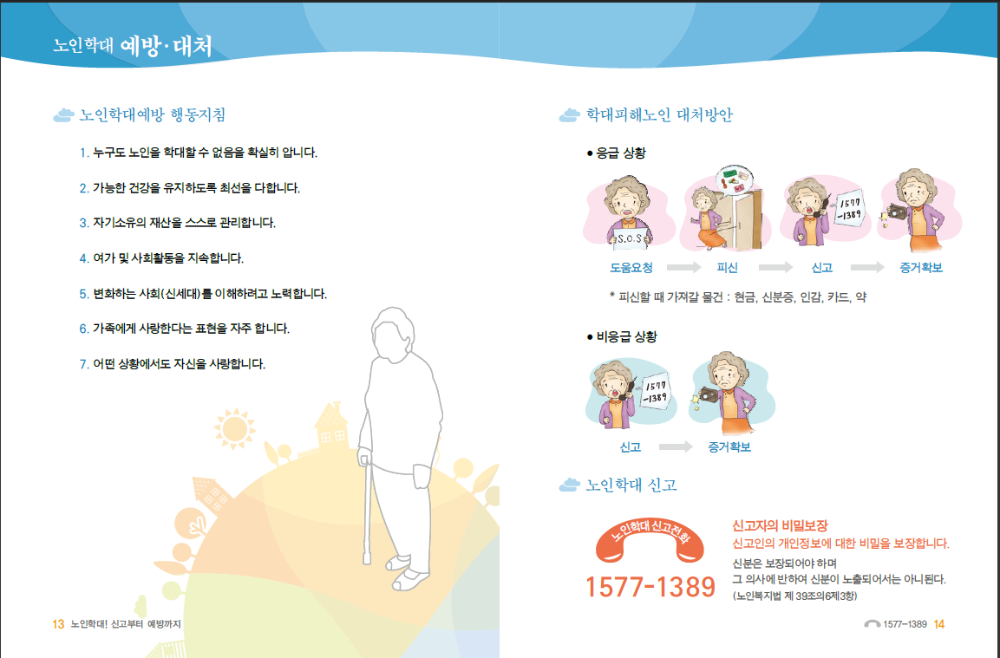 노인학대 예방·대처
노인학대예방 행동지침
1. 누구도 노인을 학대할 수 없음을 확실히 압니다.
2. 가능한 건강을 유지하도록 최선을 다합니다.
3. 자기소유의 재산을 스스로 관리합니다.
4. 여가 및 사회활동을 지속합니다.
5. 변화하는 사회(신세대)를 이해하려고 노력합니다.
6. 가족에게 사랑한다는 표현을 자주 합니다.
7. 어떤 상황에서도 자신을 사랑합니다.
13 노인학대! 신고부터 예방까지
학대피해노인 대처방안
● 응급 상황
S.O.S
1577
-1389
도움요청
피신
신고
증거확보
* 피신할 때 가져갈 물건 : 현금, 신분증, 인감, 카드, 약
● 비응급 상황
1577
-1389
신고
증거확보
노인학대 신고
노인학대 신고전화
1577-1389
신고자의 비밀보장
신고인의 개인정보에 대한 비밀을 보장합니다.
신분은 보장되어야 하며
그 의사에 반하여 신분이 노출되어서는 아니된다.
(노인복지법 제 39조의6제3항)
1577-1389 14